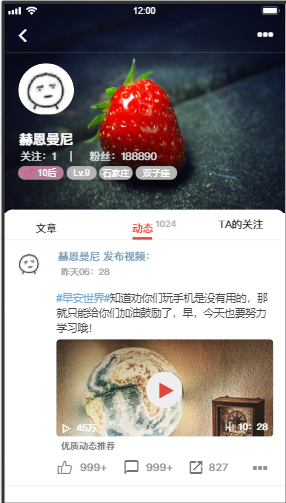 12:00
赫恩曼尼
关注：1 | 粉丝：188890
10后 Lv.9 石家庄 双子座
文章 动态 1024 TA的关注
赫恩曼尼 发布视频：
昨天06：28
#早安世界#知道劝你们玩手机是没有用的，那
就只能给你们加油鼓励了，早，今天也要努力
学习哦！
45万 10：28
优质动态推荐
999+ 999+ 827